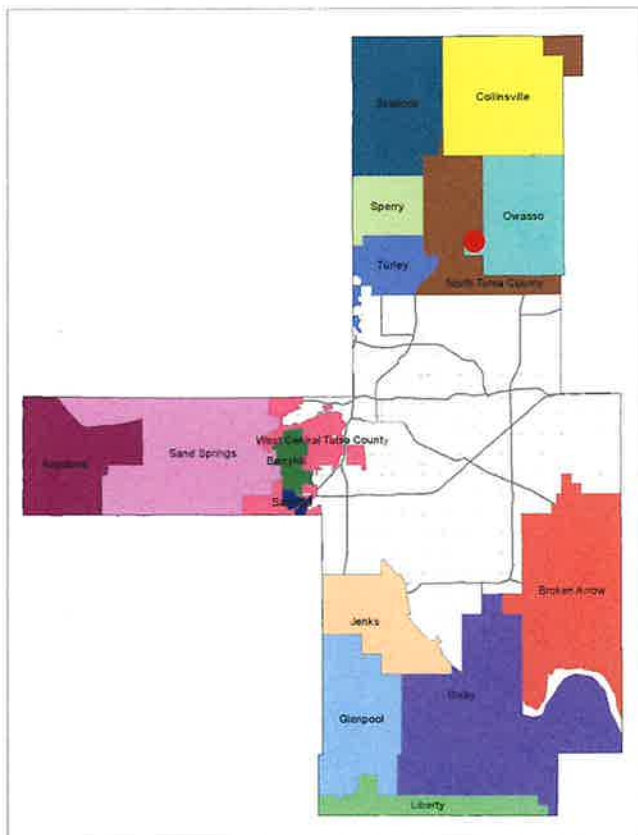 Skiatook
Collinsville
Sperry
Owasso
Turley
North Tulsa County
West Central Tulsa County
Sand Springs
Berryhill
Keystone
Broken Arrow
Jenks
Bixby
Glenpool
Liberty